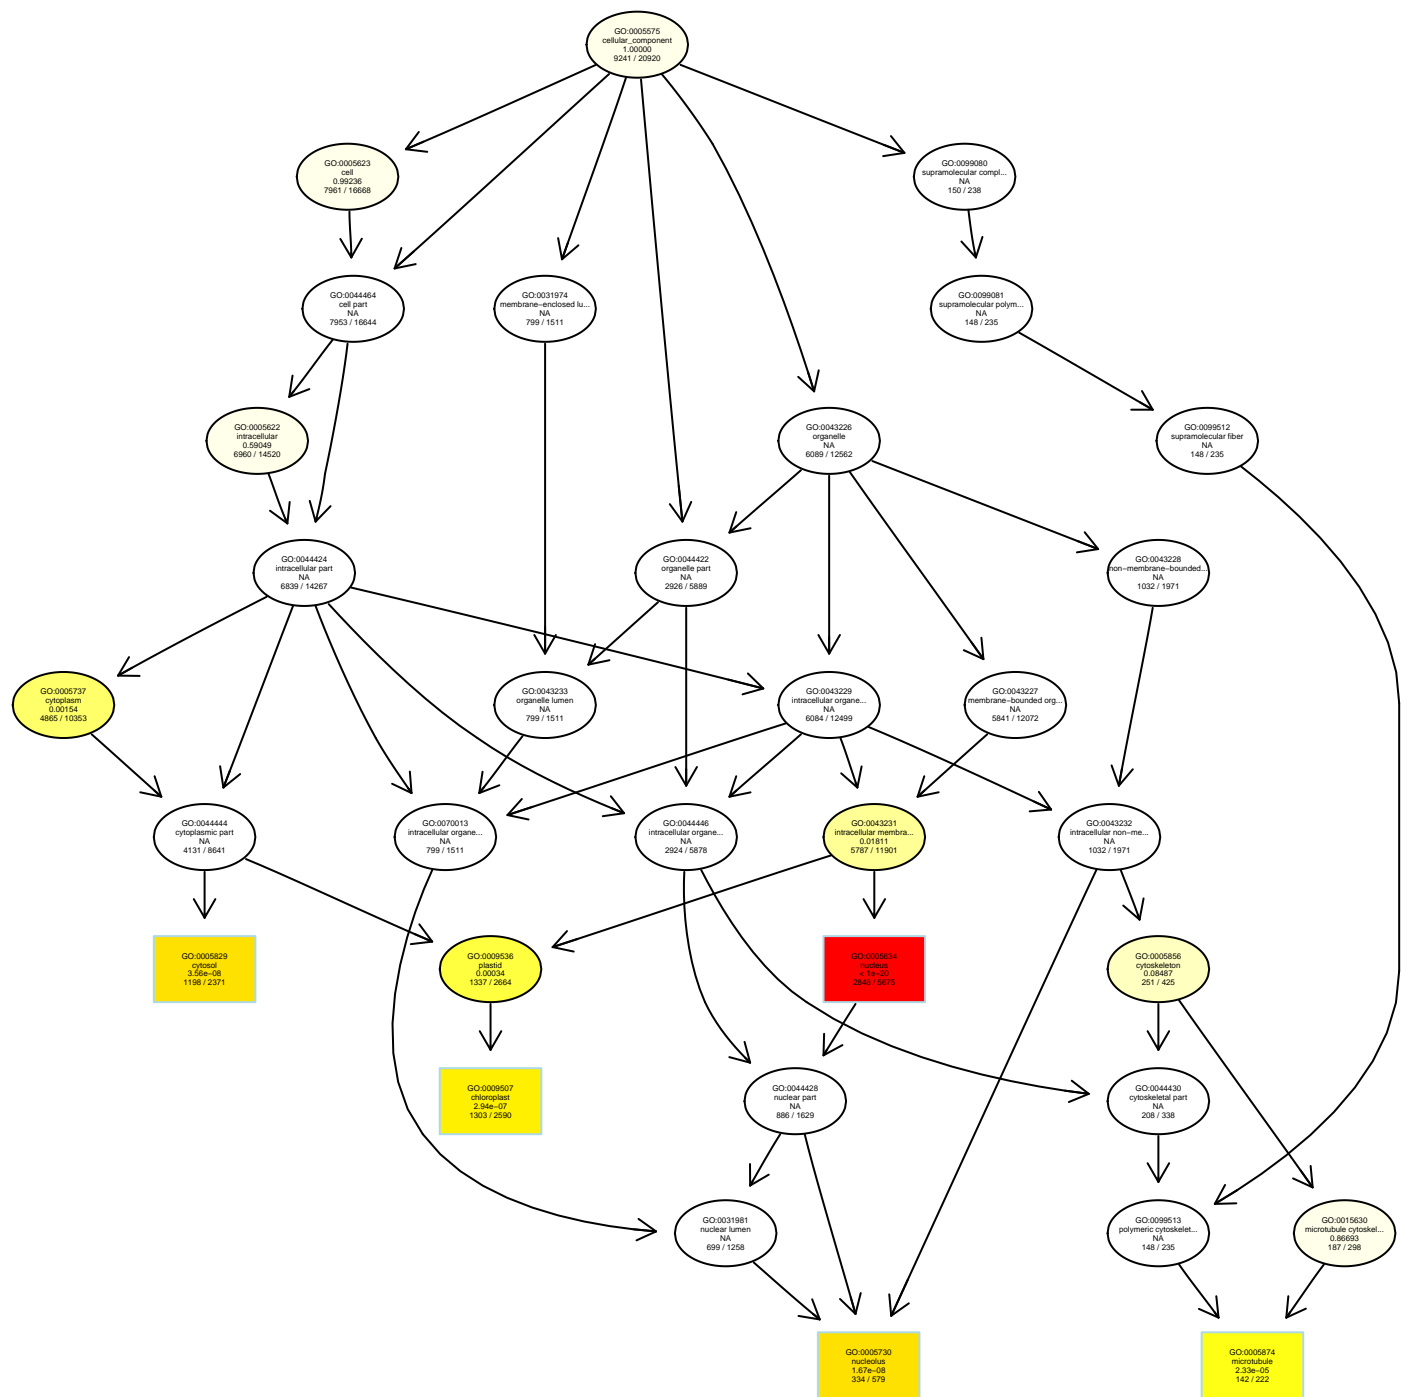 GO:0005575
cellular_component
1.00000
9241 / 20920
GO:0005623
cell
0.99236
7961 / 16668
GO:0099080
supramolecular compl...
NA
150 / 238
GO:0044464
cell part
NA
7953 / 16644
GO:0031974
membrane−enclosed lu...
NA
799 / 1511
GO:0099081
supramolecular polym...
NA
148 / 235
GO:0005622
intracellular
0.59049
6960 / 14520
GO:0043226
organelle
NA
6089 / 12562
GO:0099512
supramolecular fiber
NA
148 / 235
GO:0044424
intracellular part
NA
6839 / 14267
GO:0044422
organelle part
NA
2926 / 5889
GO:0043228
non−membrane−bounded...
NA
1032 / 1971
GO:0005737
cytoplasm
0.00154
4865 / 10353
GO:0043233
organelle lumen
NA
799 / 1511
GO:0043229
intracellular organe...
NA
6084 / 12499
GO:0043227
membrane−bounded org...
NA
5841 / 12072
GO:0044444
cytoplasmic part
NA
4131 / 8641
GO:0070013
intracellular organe...
NA
799 / 1511
GO:0044446
intracellular organe...
NA
2924 / 5878
GO:0043231
intracellular membra...
0.01811
5787 / 11901
GO:0043232
intracellular non−me...
NA
1032 / 1971
GO:0005829
cytosol
3.56e−08
1198 / 2371
GO:0009536
plastid
0.00034
1337 / 2664
GO:0005634
nucleus
< 1e−20
2848 / 5675
GO:0005856
cytoskeleton
0.08487
251 / 425
GO:0009507
chloroplast
2.94e−07
1303 / 2590
GO:0044428
nuclear part
NA
886 / 1629
GO:0044430
cytoskeletal part
NA
208 / 338
GO:0031981
nuclear lumen
NA
699 / 1258
GO:0099513
polymeric cytoskelet...
NA
148 / 235
GO:0015630
microtubule cytoskel...
0.86693
187 / 298
GO:0005730
nucleolus
1.67e−08
334 / 579
GO:0005874
microtubule
2.33e−05
142 / 222